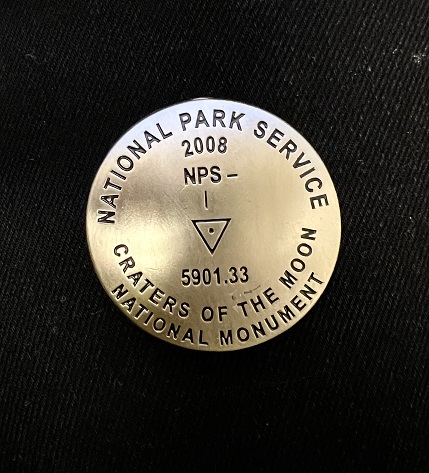 NATIONAL PARK SERVICE
2008
NPS –
I
5901.33
CRATERS OF THE MOON
NATIONAL MONUMENT